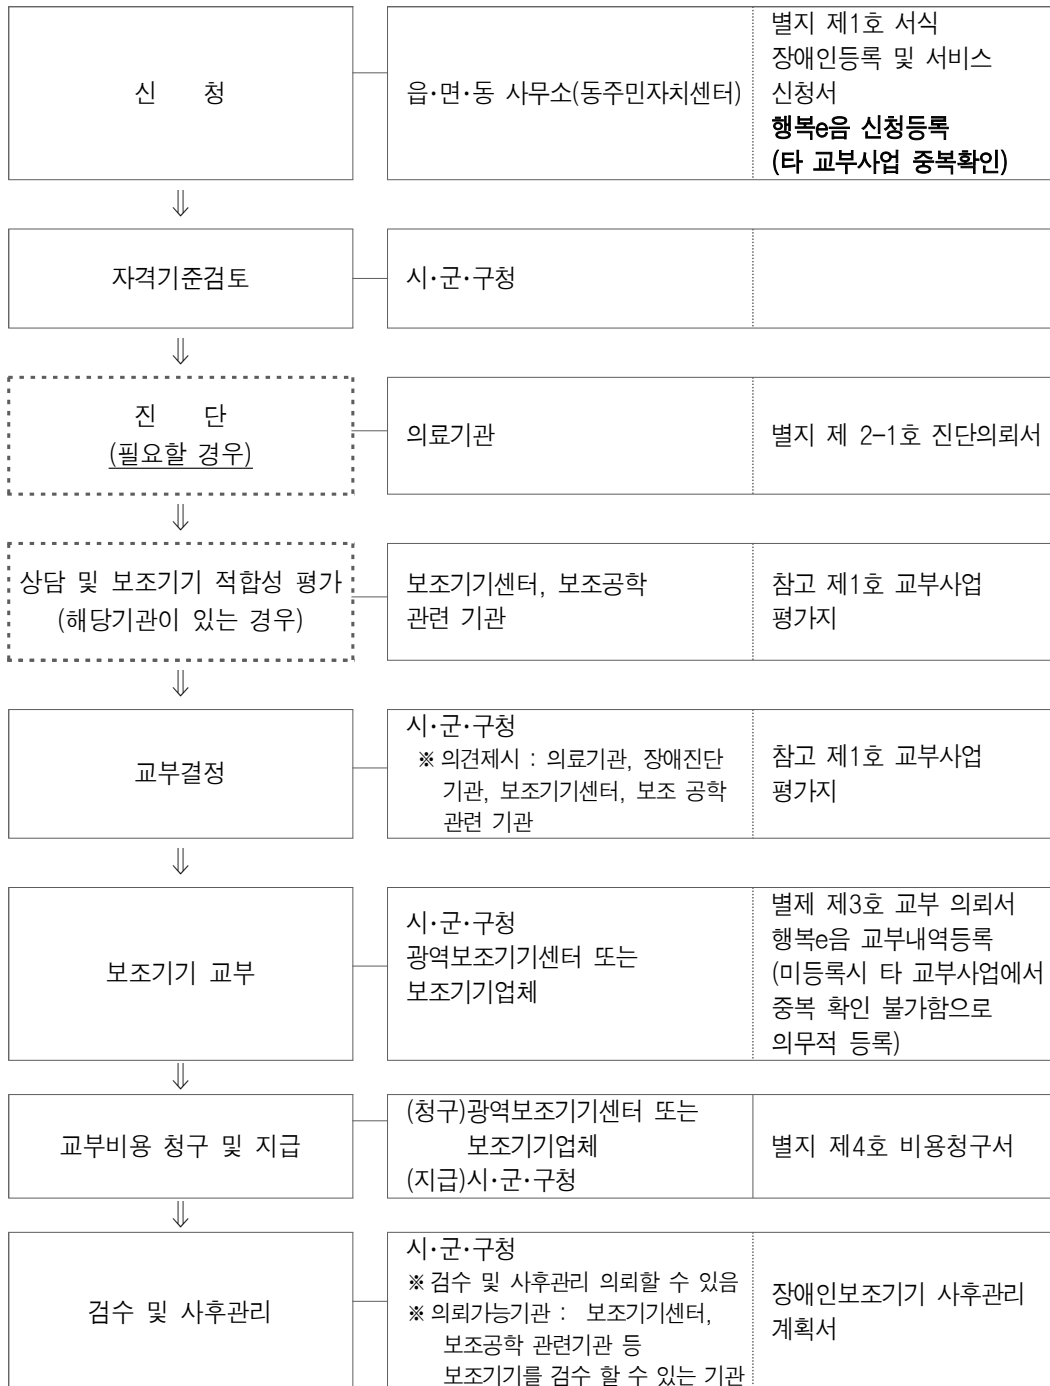 신 청
읍·면·동 사무소(동주민자치센터)
별지 제1호 서식
장애인등록 및 서비스
신청서
행복e음 신청등록
(타 교부사업 중복확인)
⇓
자격기준검토
시·군·구청
⇓
진 단
(필요할 경우)
의료기관
별지 제 2-1호 진단의뢰서
⇓
상담 및 보조기기 적합성 평가
(해당기관이 있는 경우)
보조기기센터, 보조공학
관련 기관
참고 제1호 교부사업
평가지
⇓
교부결정
시·군·구청
※ 의견제시 : 의료기관, 장애진단
기관, 보조기기센터, 보조 공학
관련 기관
참고 제1호 교부사업
평가지
⇓
보조기기 교부
시·군·구청
광역보조기기센터 또는
보조기기업체
별제 제3호 교부 의뢰서
행복e음 교부내역등록
(미등록시 타 교부사업에서
중복 확인 불가함으로
의무적 등록)
⇓
교부비용 청구 및 지급
(청구)광역보조기기센터 또는
보조기기업체
(지급)시·군·구청
별지 제4호 비용청구서
⇓
검수 및 사후관리
시·군·구청
※ 검수 및 사후관리 의뢰할 수 있음
※ 의뢰가능기관 : 보조기기센터,
보조공학 관련기관 등
보조기기를 검수 할 수 있는 기관
장애인보조기기 사후관리
계획서